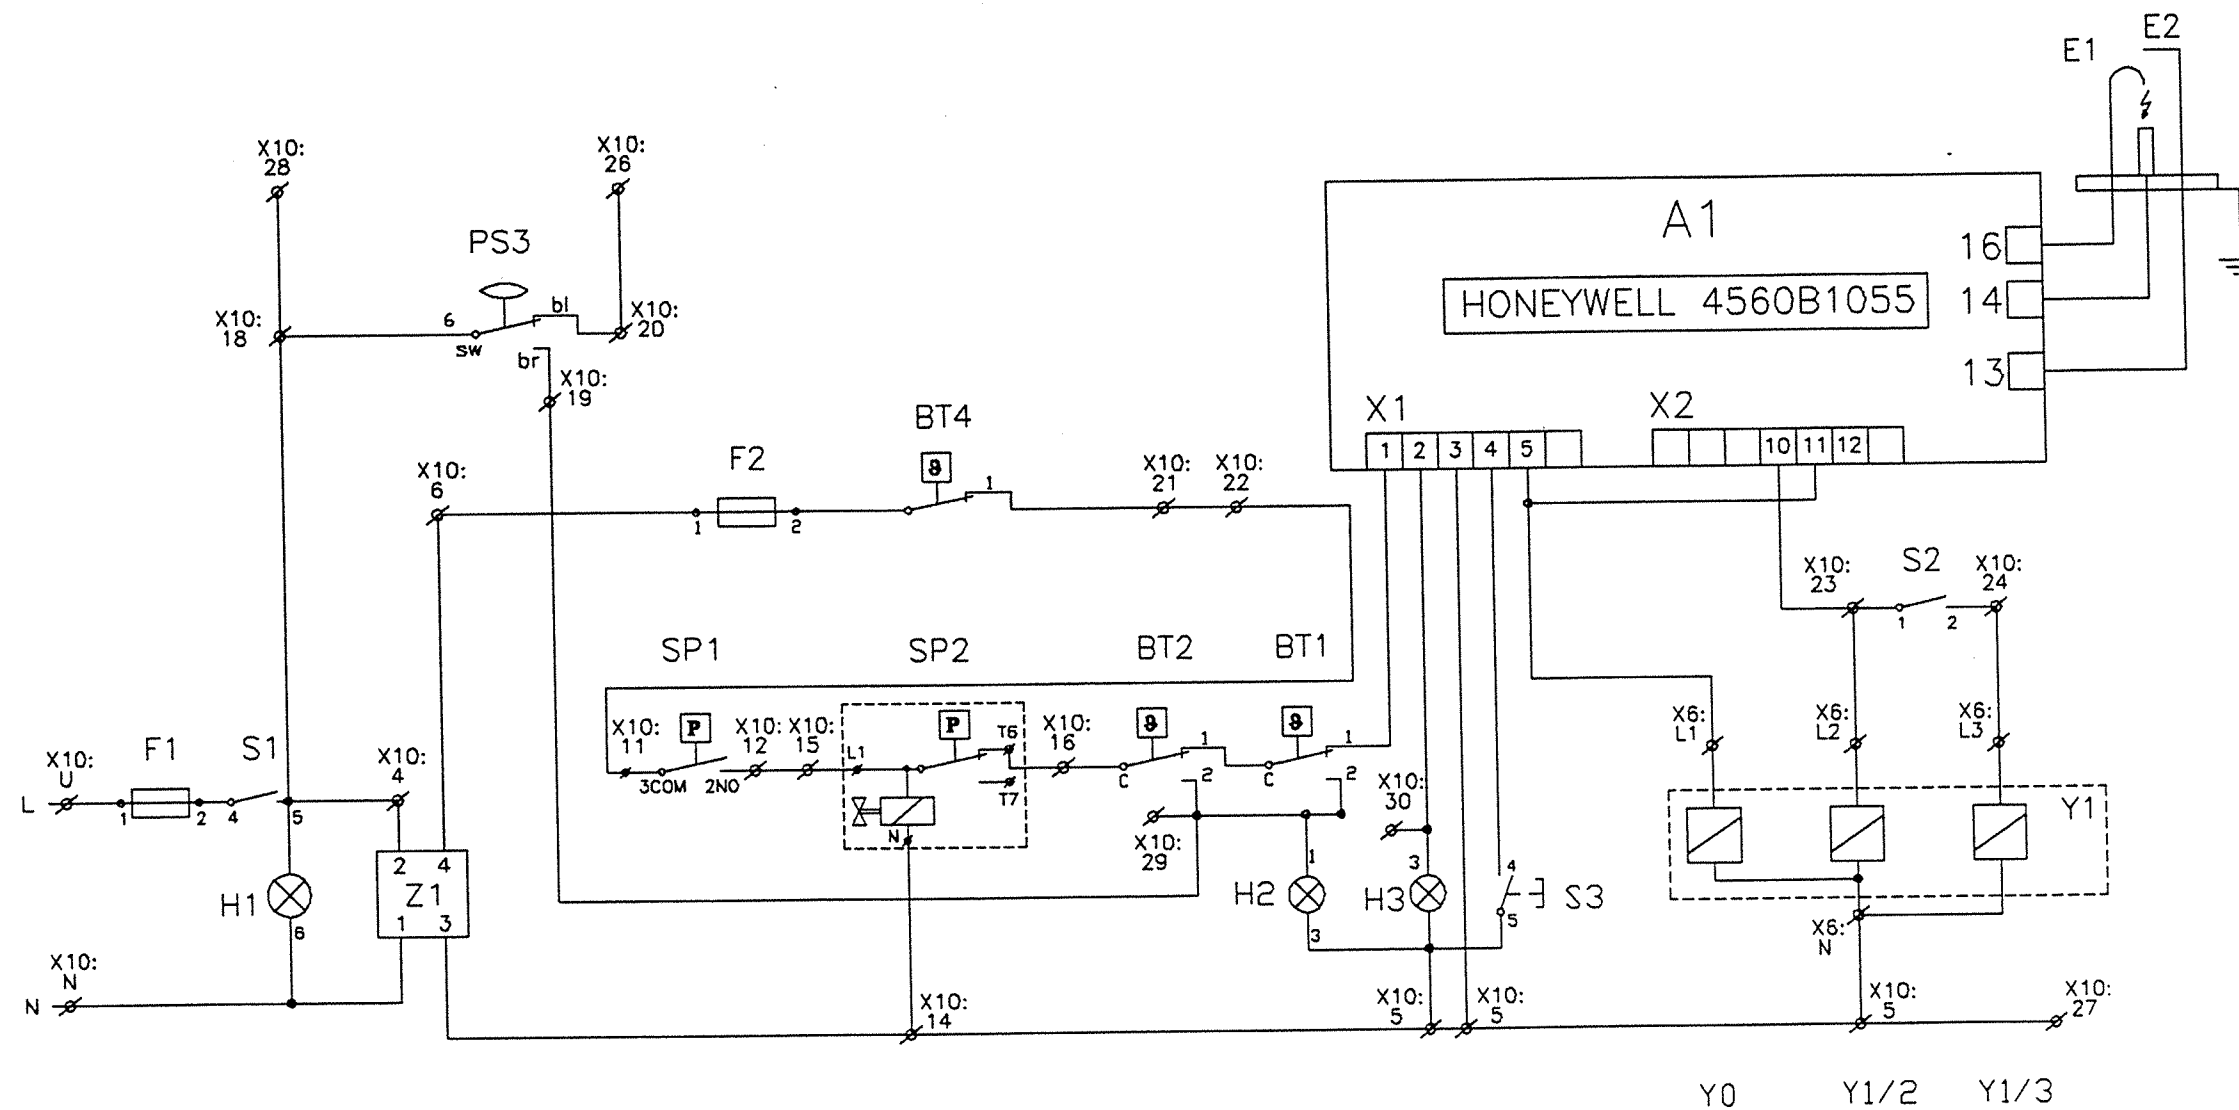 E2
E1
X10:
28
X10:
26
A1
PS3
16
14
HONEYWELL 4560B1055
13
X10:
18
6
bl
X10:
20
sw
br
X10:
19
X1
X2
1 2 3 4 5
10 11 12
BT4
F2
ϑ
X10:
6
1
X10:
21
X10:
22
1
2
X10:
23
S2
X10:
24
1
2
SP1
SP2
BT2
BT1
X10:
11
P
X10:
12
X10:
15
P
T6
X10:
16
ϑ
1
ϑ
1
3COM
2NO
L1
T7
C
2
C
2
N
X6:
L1
X6:
L2
X6:
L3
Y1
X10:
U
F1
S1
X10:
4
L
1
2
4
5
X10:
29
X10:
30
1
3
4
2 4
Z1
1 3
H1
6
H2
H3
S3
5
3
X6:
N
X10:
N
N
X10:
14
X10:
5
X10:
5
X10:
5
X10:
27
Y0
Y1/2
Y1/3